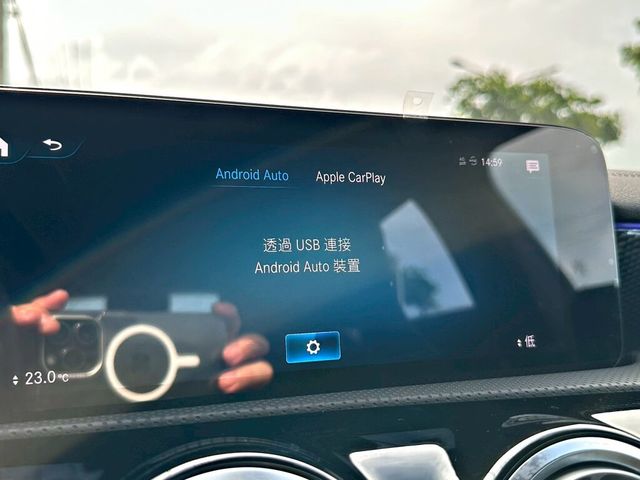 Android Auto
Apple CarPlay
14:59
透過 USB 連接
Android Auto 裝置
23.0°C
低